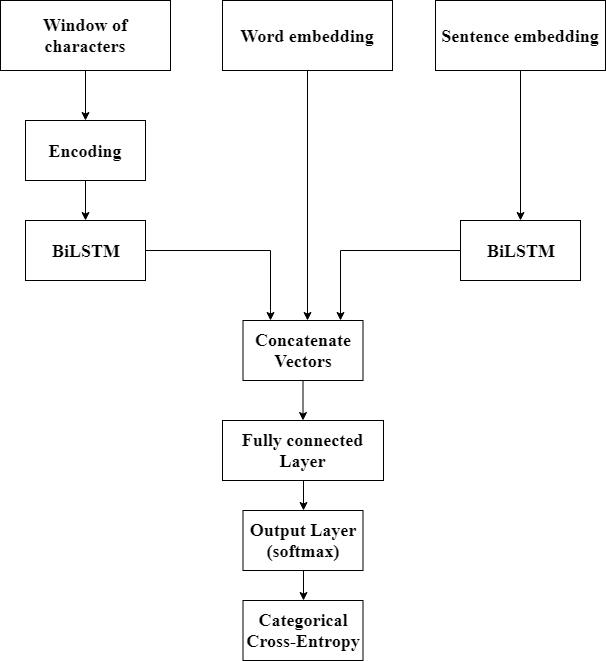 Window of
characters
Word embedding
Sentence embedding
Encoding
BiLSTM
BiLSTM
Concatenate
Vectors
Fully connected
Layer
Output Layer
(softmax)
Categorical
Cross-Entropy